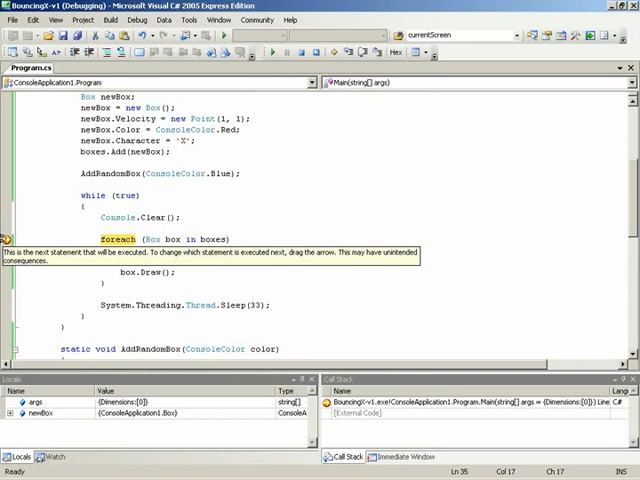 BouncingX-v1 (Debugging) - Microsoft Visual C# 2005 Express Edition
File Edit View Project Build Debug Data Tools Window Community Help
currentScreen
Hex
Program.cs
ConsoleApplication1.Program
Main(string[] args)
Box newBox;
newBox = new Box();
newBox.Velocity = new Point(1, 1);
newBox.Color = ConsoleColor.Red;
newBox.Character = 'X';
boxes.Add(newBox);
AddRandomBox(ConsoleColor.Blue);
while (true)
{
Console.Clear();
foreach (Box box in boxes)
This is the next statement that will be executed. To change which statement is executed next, drag the arrow. This may have unintended
consequences.
box.Draw();
}
System.Threading.Thread.Sleep(33);
}
}
static void AddRandomBox(ConsoleColor color)
{
Locals
Call Stack
Name Value Type
Name Lang
args {Dimensions:[0]} string[]
BouncingX-v1.exe!ConsoleApplication1.Program.Main(string[] args = {Dimensions:[0]}) Line C#
newBox {ConsoleApplication1.Box} ConsoleA
[External Code]
Locals Watch
Call Stack Immediate Window
Ready Ln 35 Col 17 Ch 17 INS